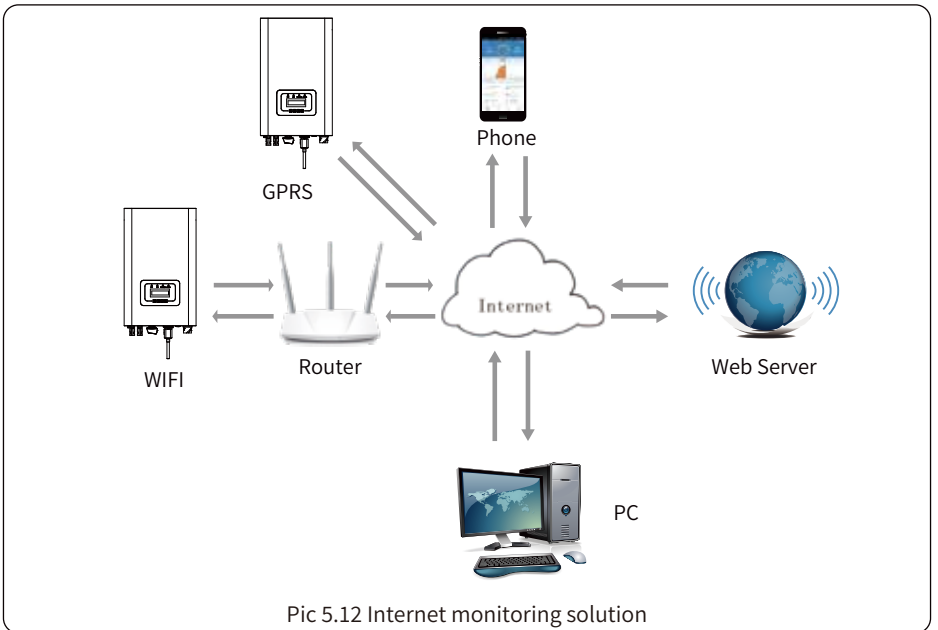 Phone
GPRS
Internet
WIFI
Router
Web Server
PC
Pic 5.12 Internet monitoring solution